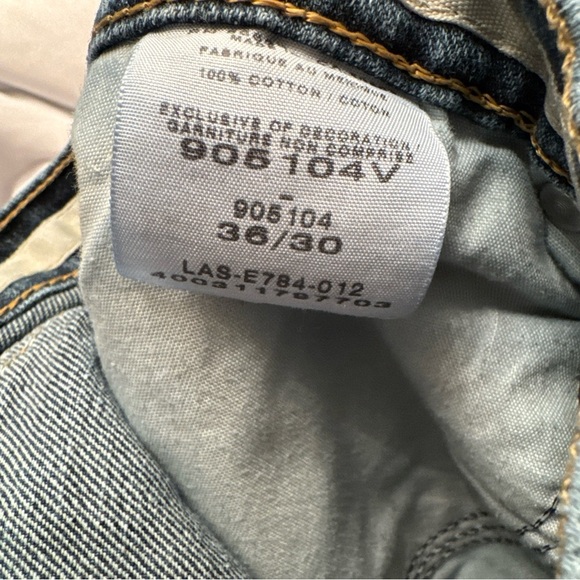 FABRIQUE AU MEXIQUE
100% COTTON / COTON
EXCLUSIVE OF DECORATION/
GARNITURE NON COMPRISE
905104V
-
905104
36/30
LAS-E784-012
400311797703